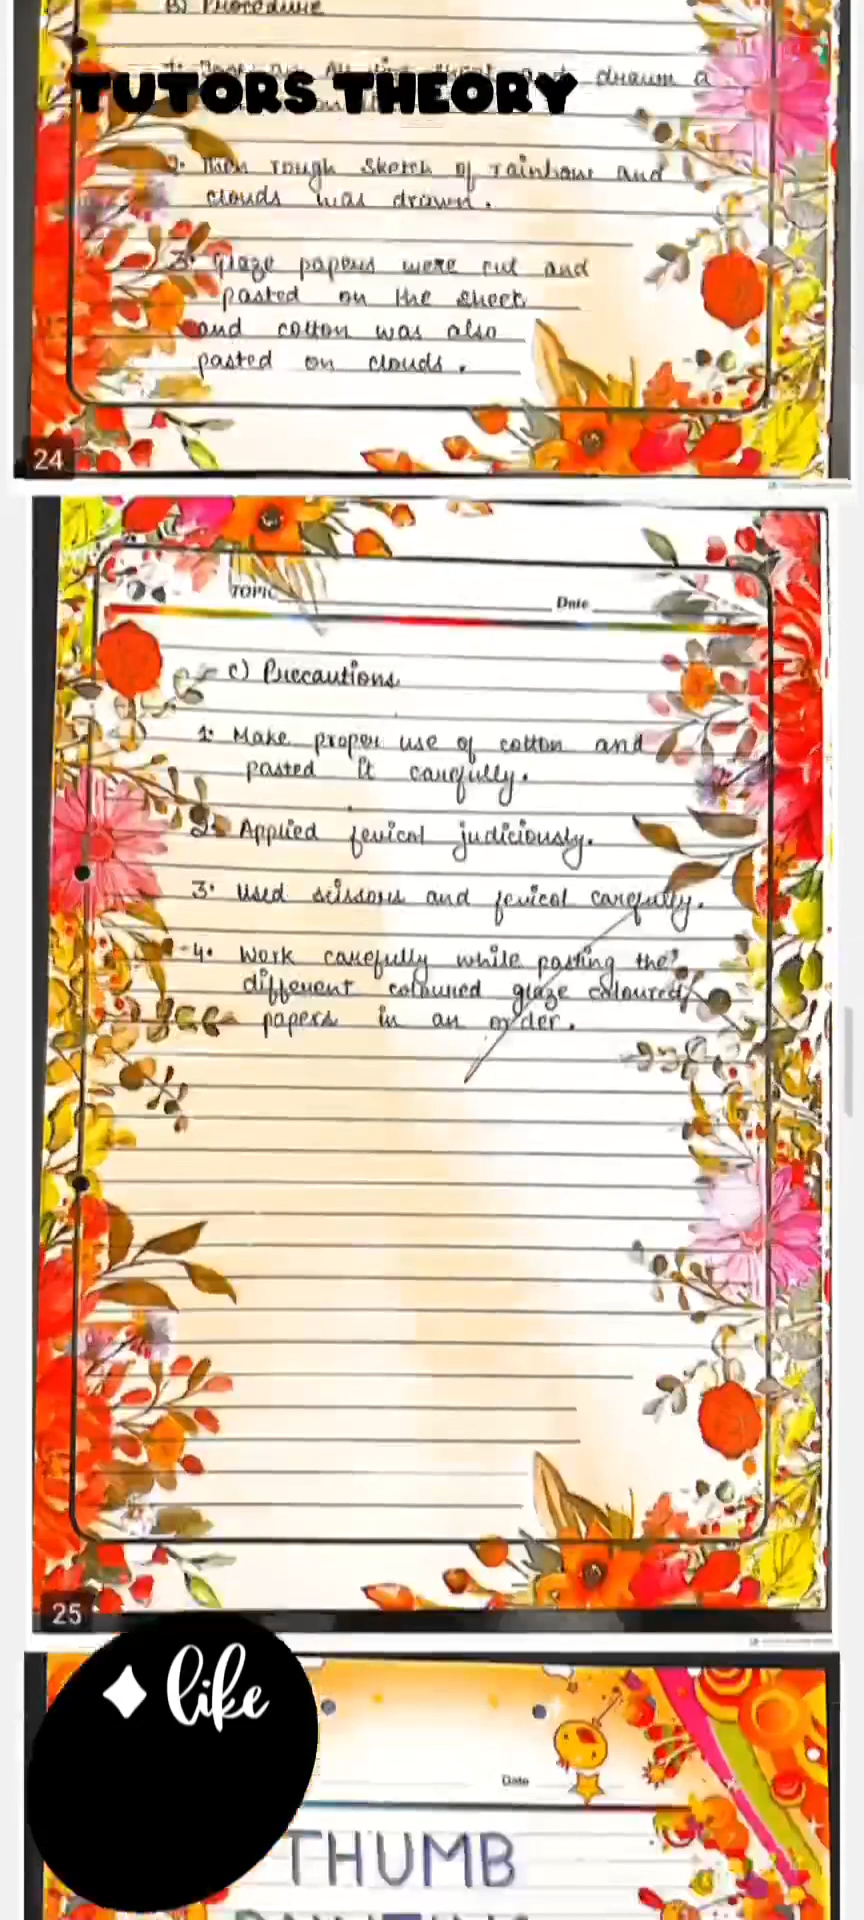 B) Procedure
TUTORS THEORY
drawn a
2. Then rough sketch of rainbow and
clouds was drawn.
3. Glaze papers were cut and
pasted on the sheet
and cotton was also
pasted on clouds.
24
TOPIC
Date
c) Precautions
1. Make proper use of cotton and
pasted it carefully.
2. Applied fevicol judiciously.
3. Used scissors and fevicol carefully.
4. Work carefully while pasting the
different coloured glaze coloured
papers in an order.
25
like
Date
THUMB